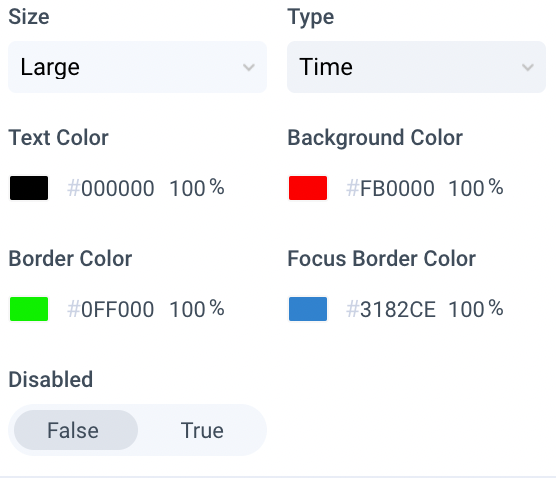 Size Type
Large Time
Text Color Background Color
#000000 100% #FB0000 100%
Border Color Focus Border Color
#0FF000 100% #3182CE 100%
Disabled
False True